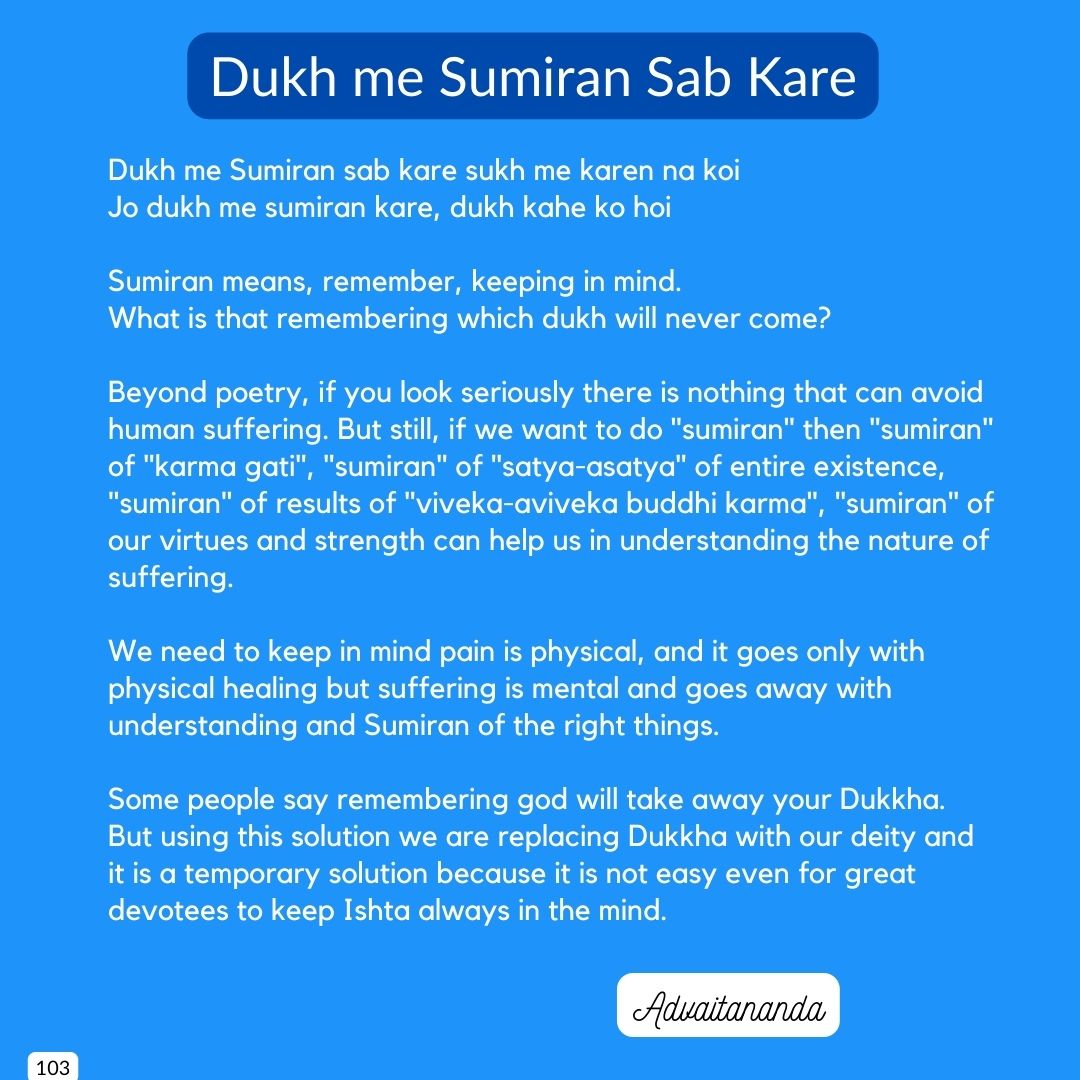 Dukh me Sumiran Sab Kare
Dukh me Sumiran sab kare sukh me karen na koi
Jo dukh me sumiran kare, dukh kahe ko hoi
Sumiran means, remember, keeping in mind.
What is that remembering which dukh will never come?
Beyond poetry, if you look seriously there is nothing that can avoid
human suffering. But still, if we want to do "sumiran" then "sumiran"
of "karma gati", "sumiran" of "satya-asatya" of entire existence,
"sumiran" of results of "viveka-aviveka buddhi karma", "sumiran" of
our virtues and strength can help us in understanding the nature of
suffering.
We need to keep in mind pain is physical, and it goes only with
physical healing but suffering is mental and goes away with
understanding and Sumiran of the right things.
Some people say remembering god will take away your Dukkha.
But using this solution we are replacing Dukkha with our deity and
it is a temporary solution because it is not easy even for great
devotees to keep Ishta always in the mind.
Advaitananda
103